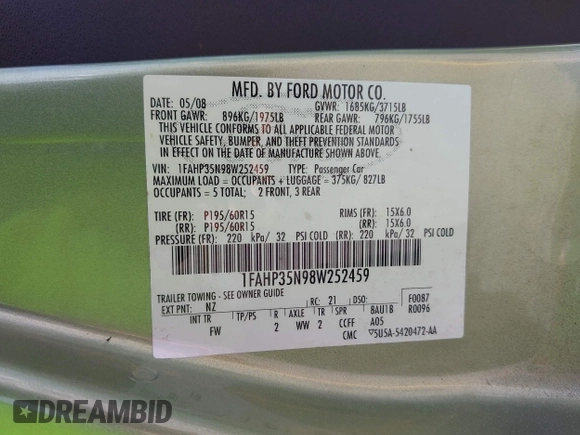 MFD. BY FORD MOTOR CO.
DATE: 05/08 GVWR: 1685KG/3715LB
FRONT GAWR: 896KG/1975LB REAR GAWR: 796KG/1755LB
THIS VEHICLE CONFORMS TO ALL APPLICABLE FEDERAL MOTOR
VEHICLE SAFETY, BUMPER, AND THEFT PREVENTION STANDARDS
IN EFFECT ON THE DATE OF MANUFACTURE SHOWN ABOVE.
VIN: 1FAHP35N98W252459 TYPE: Passenger Car
MAXIMUM LOAD = OCCUPANTS + LUGGAGE = 375KG/ 827LB
OCCUPANTS = 5 TOTAL; 2 FRONT, 3 REAR
TIRE (FR): P195/60R15 RIMS (FR): 15X6.0
(RR): P195/60R15 (RR): 15X6.0
PRESSURE (FR): 220 kPa/ 32 PSI COLD (RR): 220 kPa/ 32 PSI COLD
1FAHP35N98W252459
TRAILER TOWING - SEE OWNER GUIDE
EXT PNT: NZ RC: 21 DSO: F0087
INT TR TP/PS R AXLE TR SPR BAU1B R0096
FW 2 WW 2 CCFF A05
CMC ▽5U5A-5420472-AA
DREAMBID